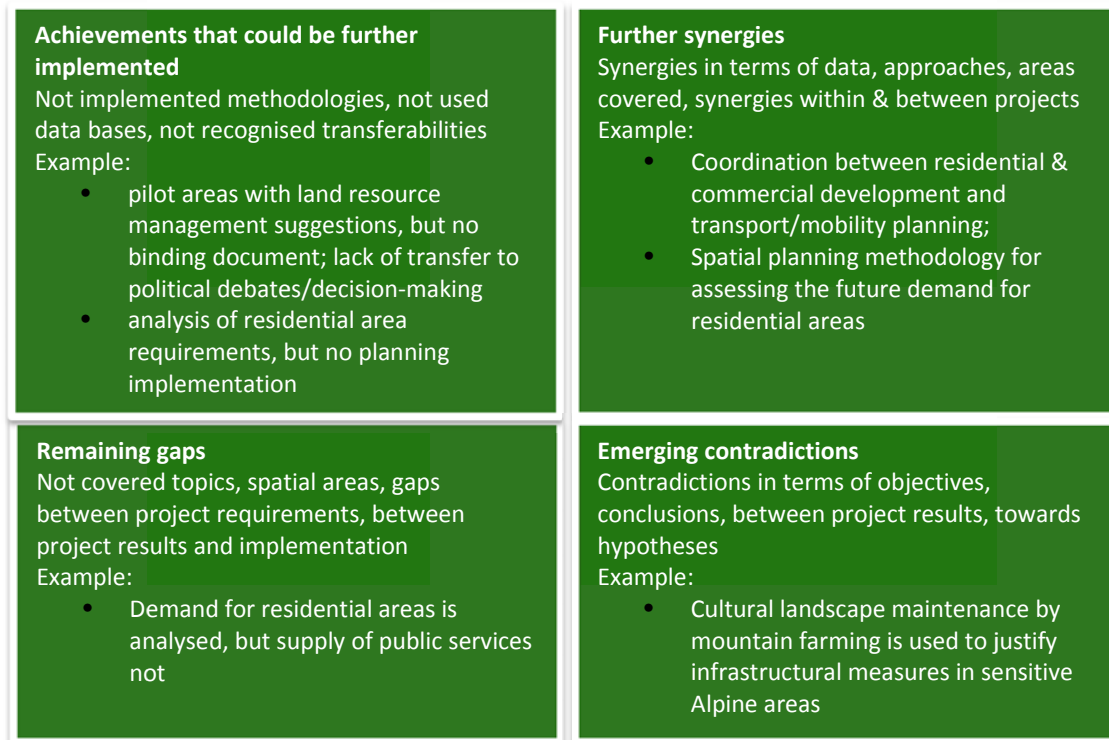 Achievements that could be further
implemented
Not implemented methodologies, not used
data bases, not recognised transferabilities
Example:
• pilot areas with land resource
management suggestions, but no
binding document; lack of transfer to
political debates/decision-making
• analysis of residential area
requirements, but no planning
implementation
Further synergies
Synergies in terms of data, approaches, areas
covered, synergies within & between projects
Example:
• Coordination between residential &
commercial development and
transport/mobility planning;
• Spatial planning methodology for
assessing the future demand for
residential areas
Remaining gaps
Not covered topics, spatial areas, gaps
between project requirements, between
project results and implementation
Example:
• Demand for residential areas is
analysed, but supply of public services
not
Emerging contradictions
Contradictions in terms of objectives,
conclusions, between project results, towards
hypotheses
Example:
• Cultural landscape maintenance by
mountain farming is used to justify
infrastructural measures in sensitive
Alpine areas